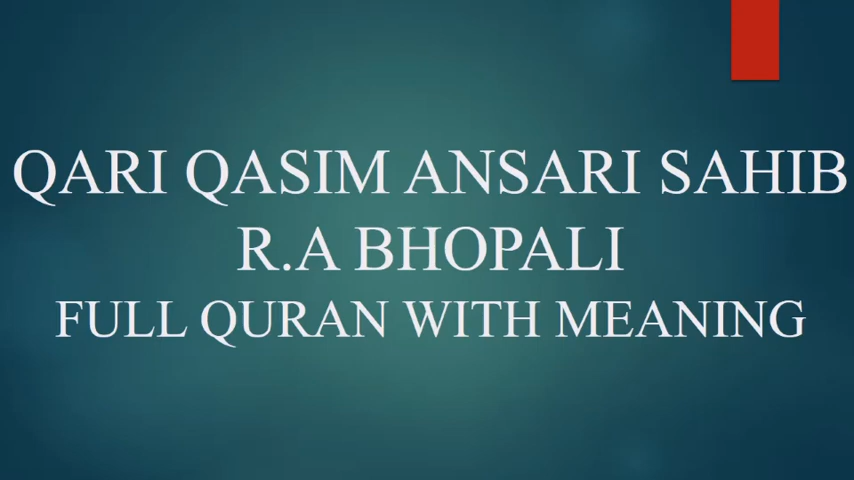 QARI QASIM ANSARI SAHIB
R.A BHOPALI
FULL QURAN WITH MEANING